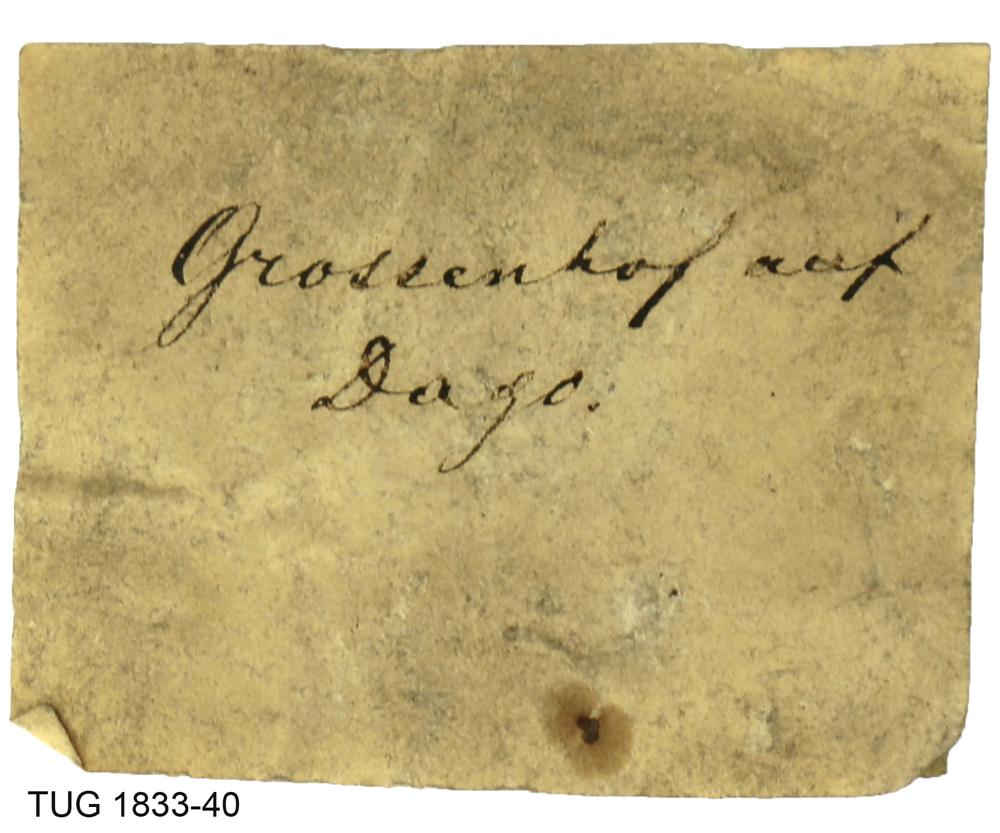 Grossenhof auf
Dago.
TUG 1833-40